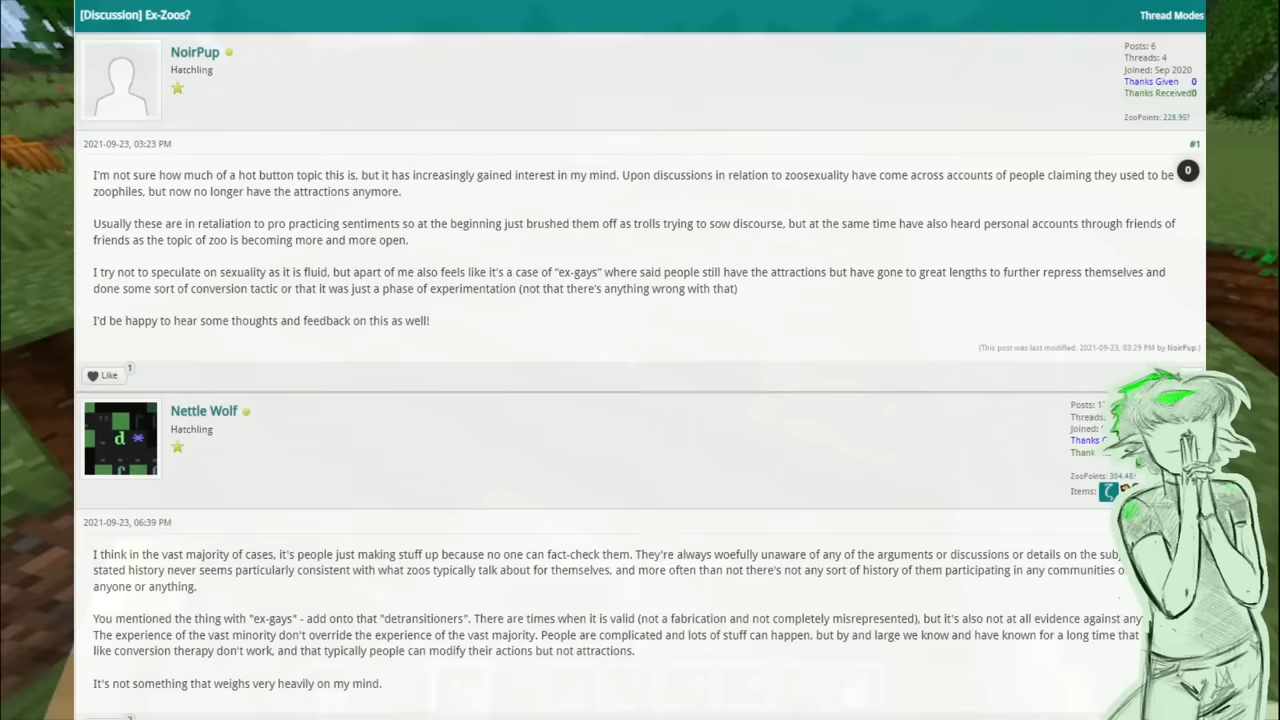 [Discussion] Ex-Zoos?
Thread Modes
NoirPup
Hatchling
Posts: 6
Threads: 4
Joined: Sep 2020
Thanks Given 0
Thanks Received0
ZooPoints: 228.95?
2021-09-23, 03:23 PM
#1
I'm not sure how much of a hot button topic this is, but it has increasingly gained interest in my mind. Upon discussions in relation to zoosexuality have come across accounts of people claiming they used to be
0
zoophiles, but now no longer have the attractions anymore.
Usually these are in retaliation to pro practicing sentiments so at the beginning just brushed them off as trolls trying to sow discourse, but at the same time have also heard personal accounts through friends of
friends as the topic of zoo is becoming more and more open.
I try not to speculate on sexuality as it is fluid, but apart of me also feels like it's a case of "ex-gays" where said people still have the attractions but have gone to great lengths to further repress themselves and
done some sort of conversion tactic or that it was just a phase of experimentation (not that there's anything wrong with that)
I'd be happy to hear some thoughts and feedback on this as well!
(This post was last modified: 2021-09-23, 03:29 PM by NoirPup.)
Like
1
Nettle Wolf
Hatchling
Posts:
Threads:
Joined:
Thanks
Thank
ZooPoints: 304.48
Items:
2021-09-23, 06:39 PM
I think in the vast majority of cases, it's people just making stuff up because no one can fact-check them. They're always woefully unaware of any of the arguments or discussions or details on the
stated history never seems particularly consistent with what zoos typically talk about for themselves, and more often than not there's not any sort of history of them participating in any communities
anyone or anything.
You mentioned the thing with "ex-gays" - add onto that "detransitioners". There are times when it is valid (not a fabrication and not completely misrepresented), but it's also not at all evidence against
The experience of the vast minority don't override the experience of the vast majority. People are complicated and lots of stuff can happen, but by and large we know and have known for a long time that
like conversion therapy don't work, and that typically people can modify their actions but not attractions.
It's not something that weighs very heavily on my mind.